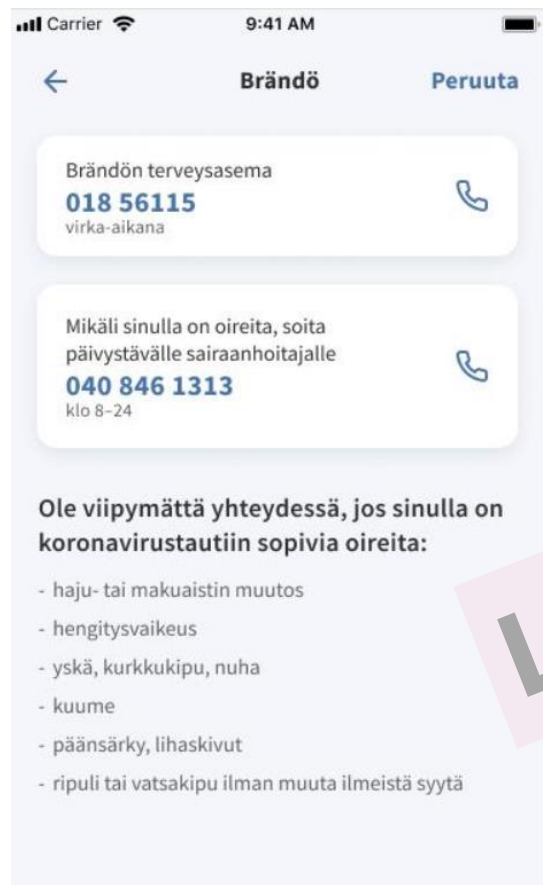 Carrier 9:41 AM
Brändö Peruuta
Brändön terveysasema
018 56115
virka-aikana
Mikäli sinulla on oireita, soita
päivystävälle sairaanhoitajalle
040 846 1313
klo 8–24
Ole viipymättä yhteydessä, jos sinulla on
koronavirustautiin sopivia oireita:
- haju- tai makuaistin muutos
- hengitysvaikeus
- yskä, kurkkukipu, nuha
- kuume
- päänsärky, lihaskivut
- ripuli tai vatsakipu ilman muuta ilmeistä syytä